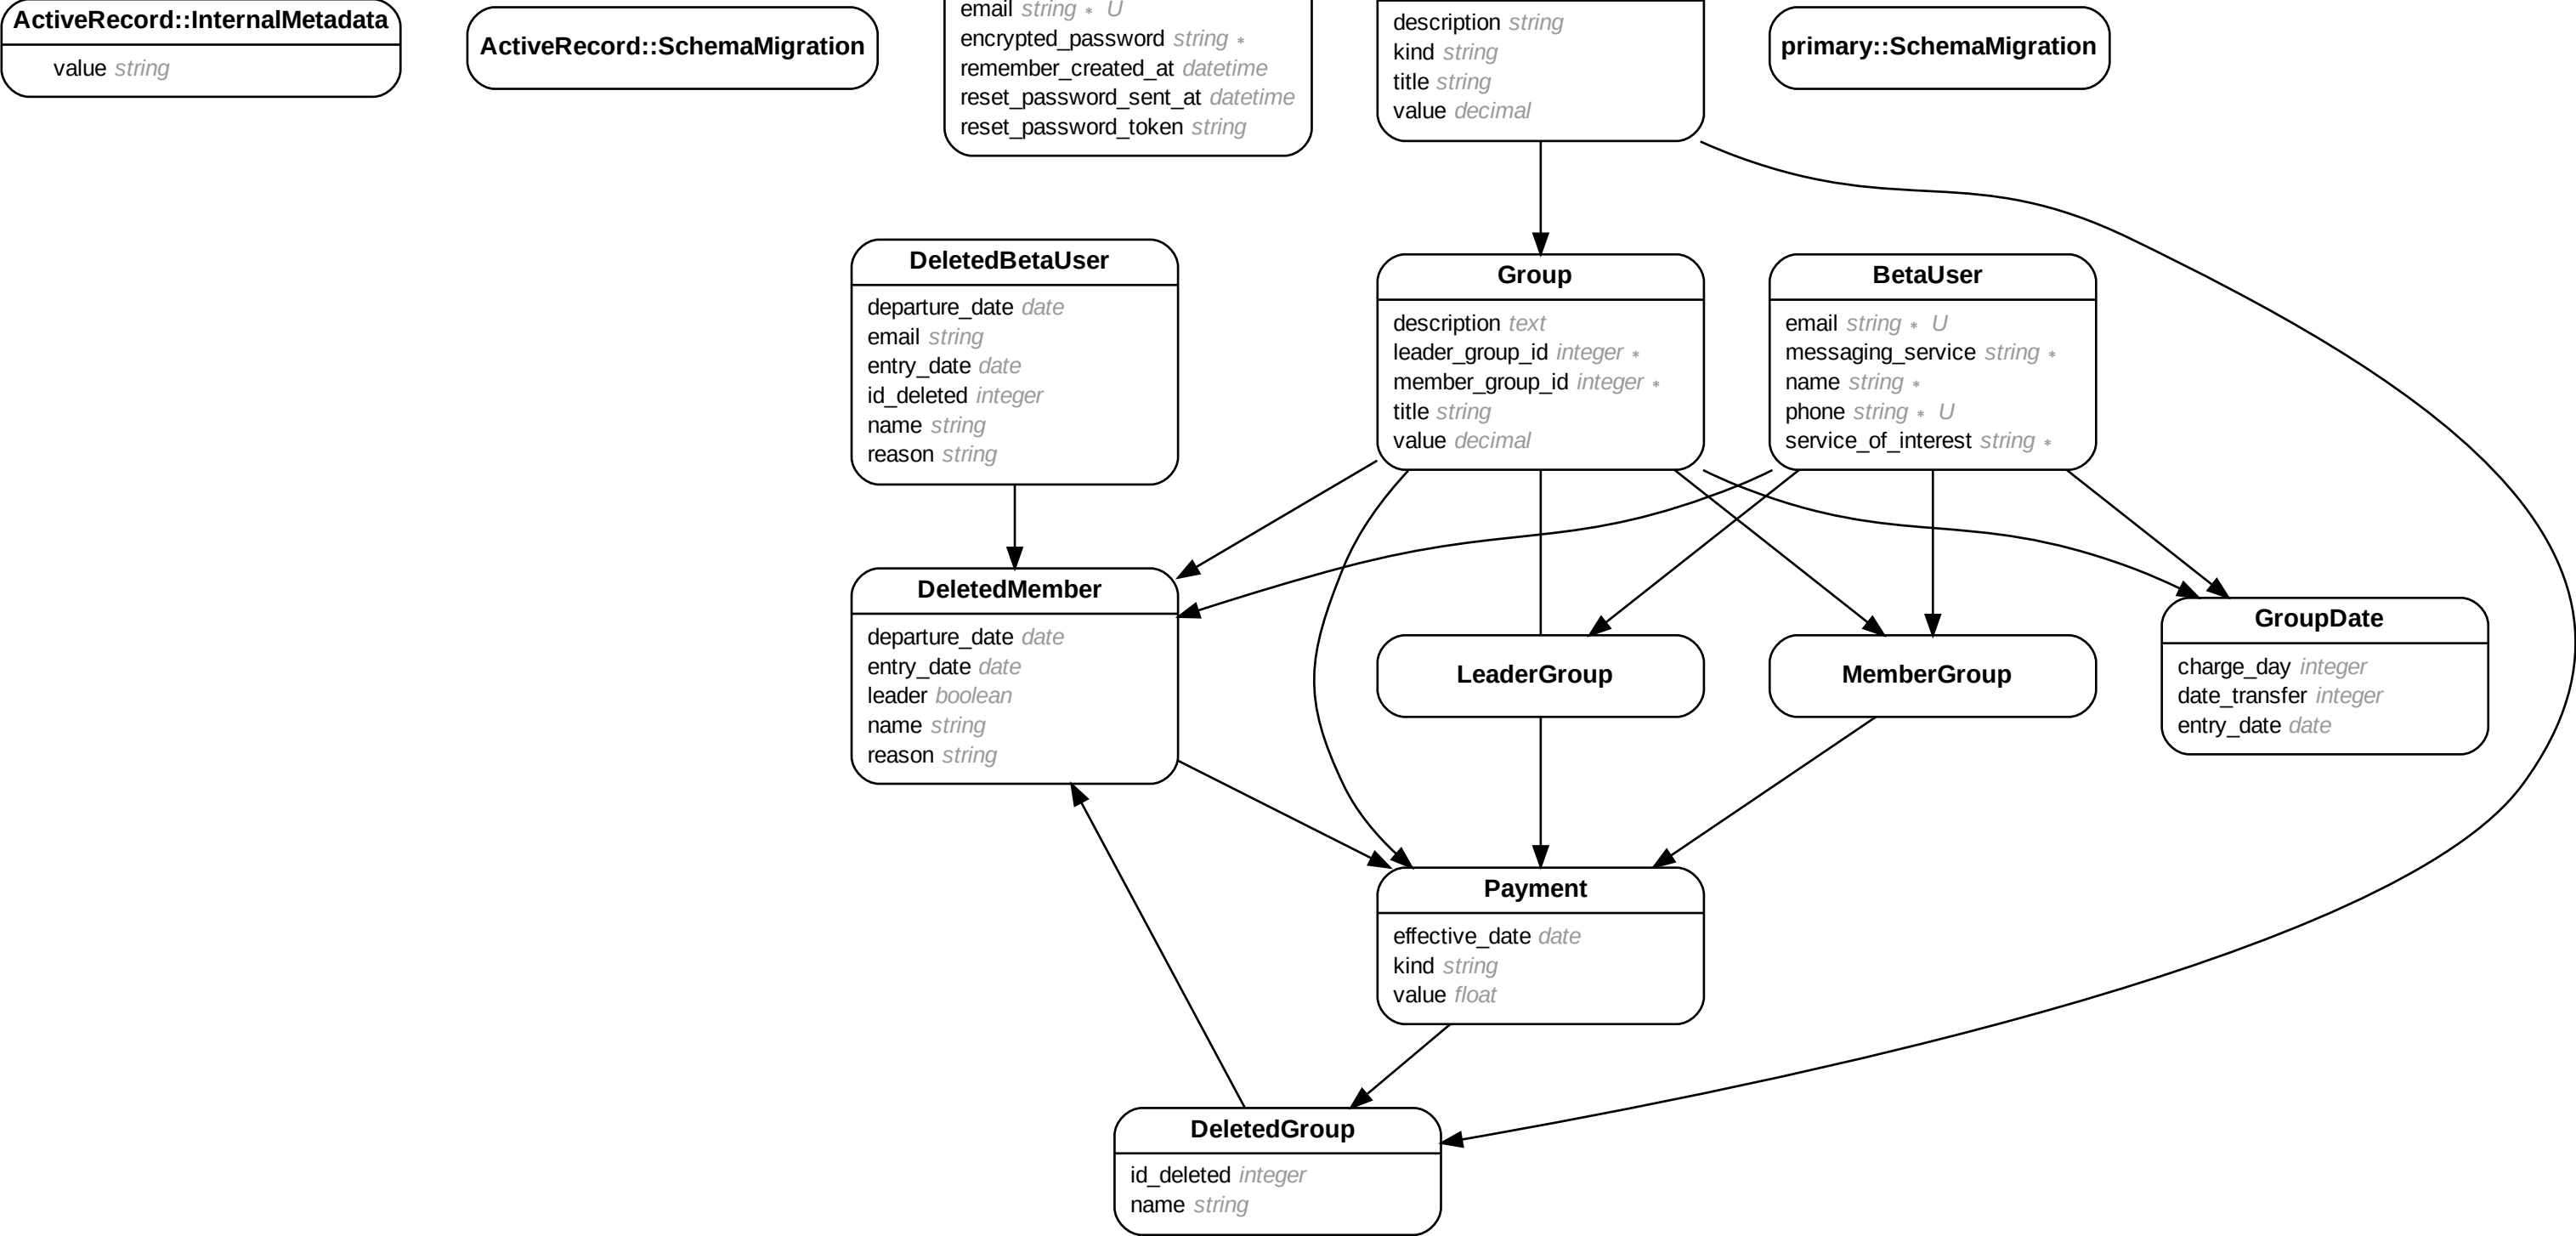 ActiveRecord::InternalMetadata
value string
ActiveRecord::SchemaMigration
email string * U
encrypted_password string *
remember_created_at datetime
reset_password_sent_at datetime
reset_password_token string
description string
kind string
title string
value decimal
primary::SchemaMigration
DeletedBetaUser
departure_date date
email string
entry_date date
id_deleted integer
name string
reason string
Group
description text
leader_group_id integer *
member_group_id integer *
title string
value decimal
BetaUser
email string * U
messaging_service string *
name string *
phone string * U
service_of_interest string *
DeletedMember
departure_date date
entry_date date
leader boolean
name string
reason string
LeaderGroup
MemberGroup
GroupDate
charge_day integer
date_transfer integer
entry_date date
Payment
effective_date date
kind string
value float
DeletedGroup
id_deleted integer
name string